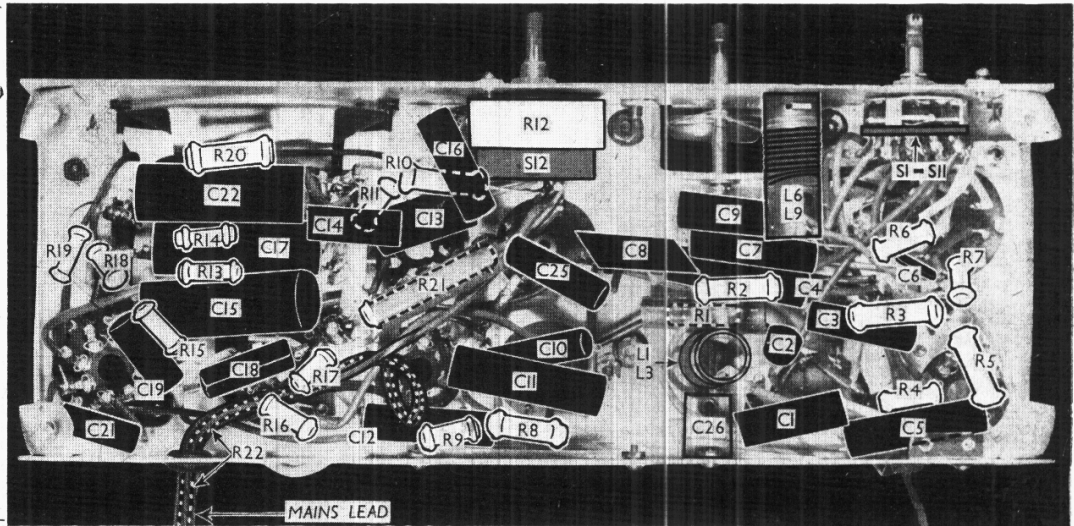 R12
C16
R20
R10
S12
S1 - S11
R11
C22
L6
L9
C9
C14
C13
R6
R14
C17
R19
R18
C8
C7
R7
C25
C6
R13
R21
R2
C4
C15
R1
C3
R3
R15
C10
C2
L1
L3
R5
C18
R17
C11
C19
R4
C21
R16
C12
R9
R8
C26
C1
C5
R22
MAINS LEAD